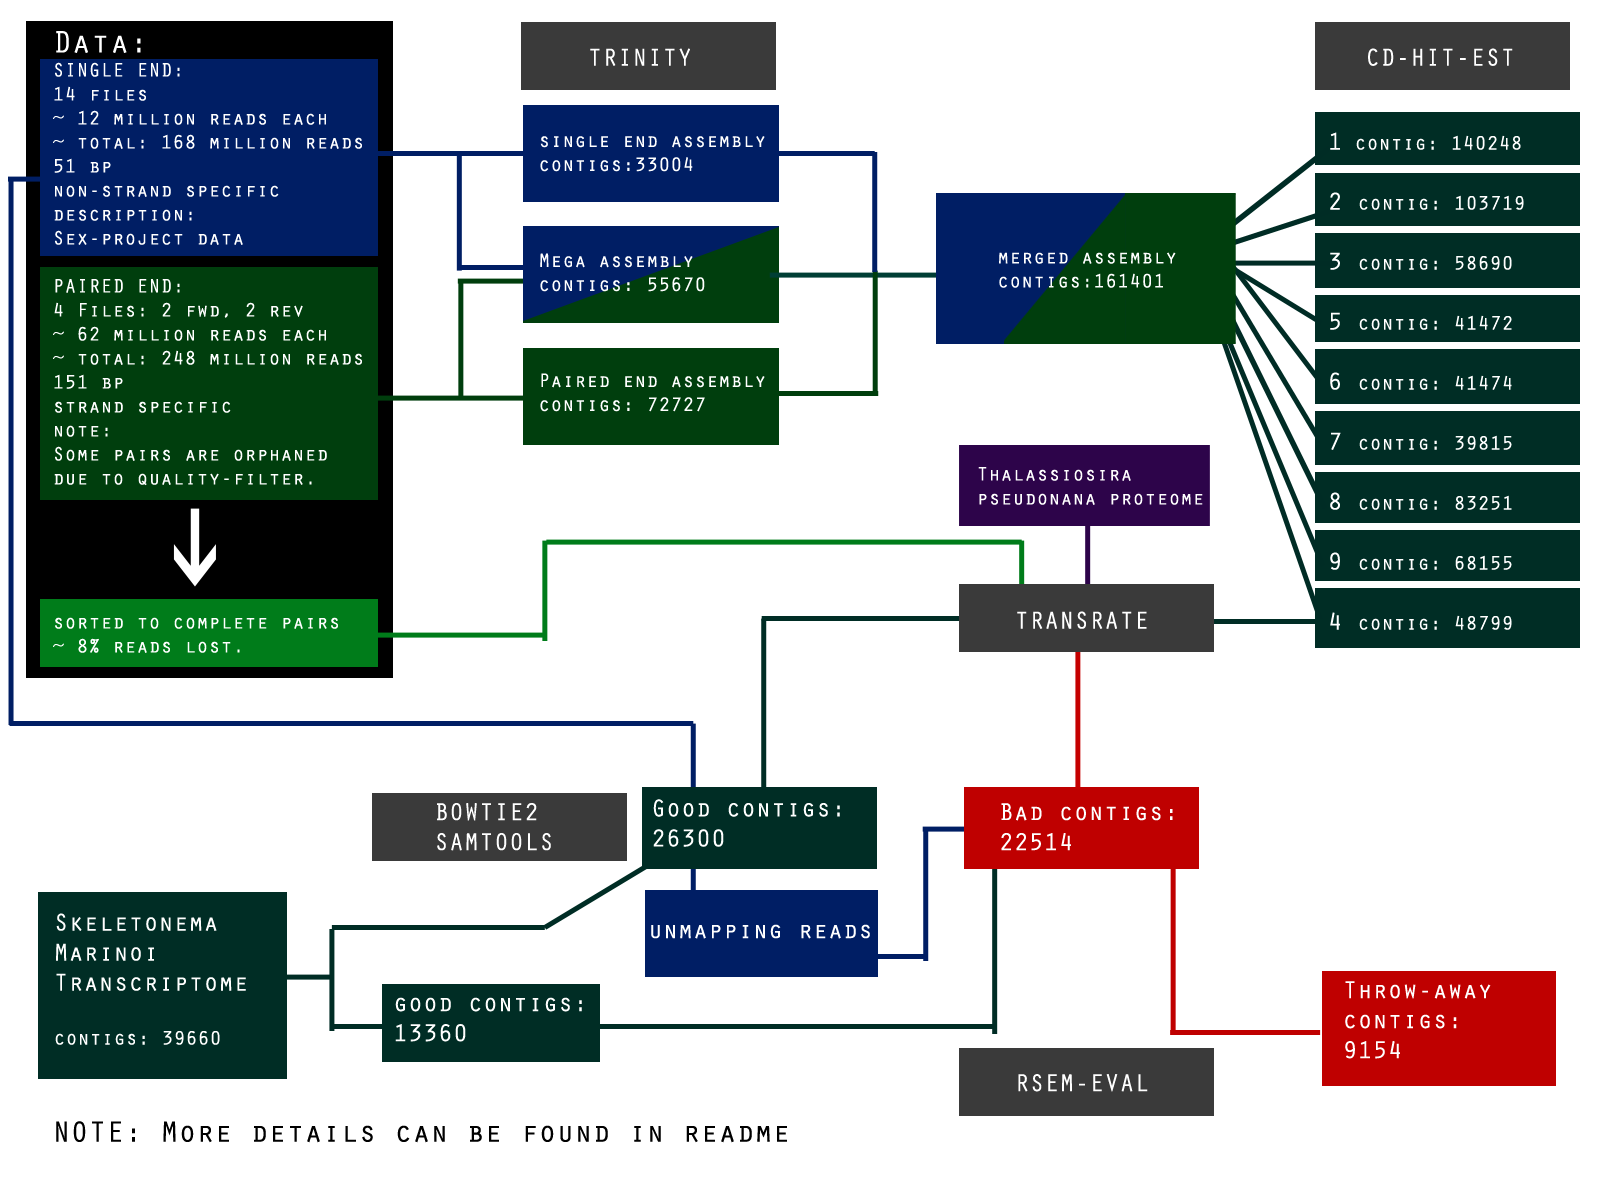 Data:
SINGLE END:
14 FILES
~ 12 MILLION READS EACH
~ TOTAL: 168 MILLION READS
51 BP
NON-STRAND SPECIFIC
DESCRIPTION:
SEX-PROJECT DATA
PAIRED END:
4 FILES: 2 FWD, 2 REV
~ 62 MILLION READS EACH
~ TOTAL: 248 MILLION READS
151 BP
STRAND SPECIFIC
NOTE:
SOME PAIRS ARE ORPHANED
DUE TO QUALITY-FILTER.
SORTED TO COMPLETE PAIRS
~ 8% READS LOST.
TRINITY
SINGLE END ASSEMBLY
CONTIGS:33004
MEGA ASSEMBLY
CONTIGS: 55670
PAIRED END ASSEMBLY
CONTIGS: 72727
MERGED ASSEMBLY
CONTIGS:161401
CD-HIT-EST
1 CONTIG: 140248
2 CONTIG: 103719
3 CONTIG: 58690
5 CONTIG: 41472
6 CONTIG: 41474
7 CONTIG: 39815
8 CONTIG: 83251
9 CONTIG: 68155
4 CONTIG: 48799
THALASSIOSIRA
PSEUDONANA PROTEOME
TRANSRATE
BOWTIE2
SAMTOOLS
GOOD CONTIGS:
26300
BAD CONTIGS:
22514
UNMAPPING READS
SKELETONEMA
MARINOI
TRANSCRIPTOME
CONTIGS: 39660
GOOD CONTIGS:
13360
THROW-AWAY
CONTIGS:
9154
RSEM-EVAL
NOTE: MORE DETAILS CAN BE FOUND IN README